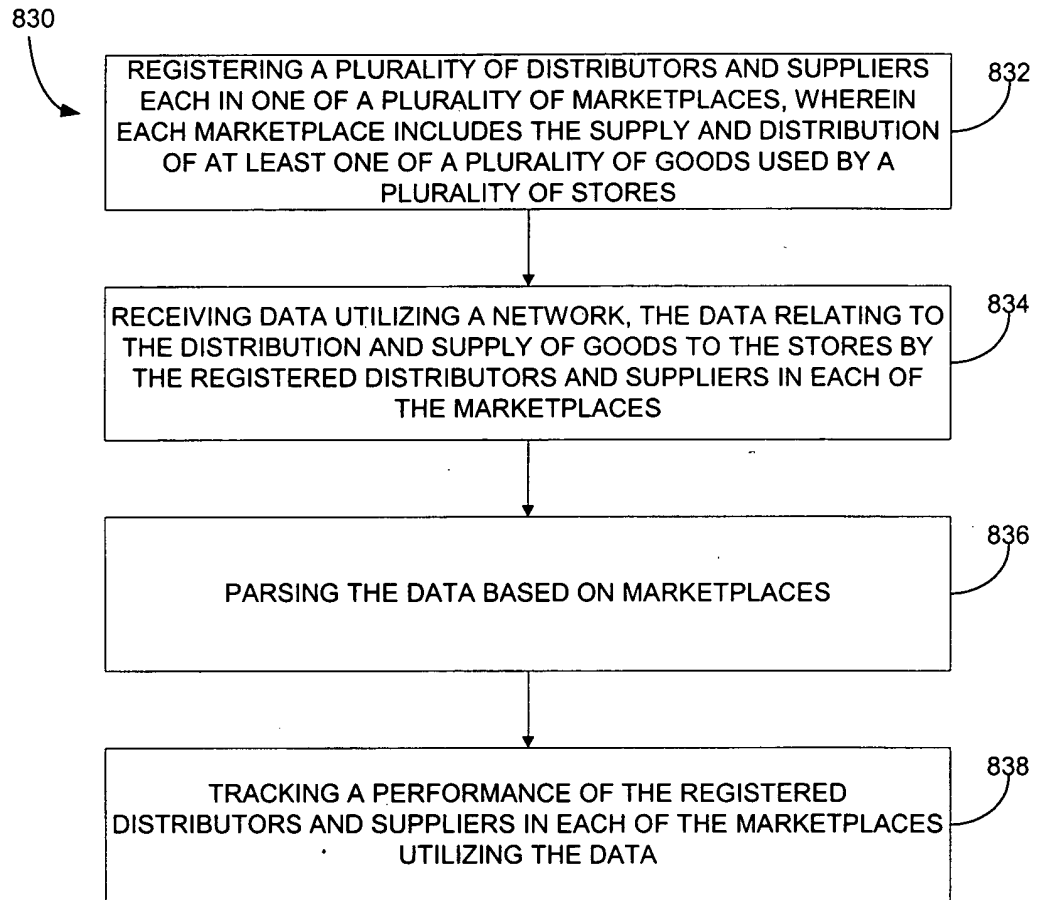 830
REGISTERING A PLURALITY OF DISTRIBUTORS AND SUPPLIERS
EACH IN ONE OF A PLURALITY OF MARKETPLACES, WHEREIN
EACH MARKETPLACE INCLUDES THE SUPPLY AND DISTRIBUTION
OF AT LEAST ONE OF A PLURALITY OF GOODS USED BY A
PLURALITY OF STORES
832
RECEIVING DATA UTILIZING A NETWORK, THE DATA RELATING TO
THE DISTRIBUTION AND SUPPLY OF GOODS TO THE STORES BY
THE REGISTERED DISTRIBUTORS AND SUPPLIERS IN EACH OF
THE MARKETPLACES
834
PARSING THE DATA BASED ON MARKETPLACES
836
TRACKING A PERFORMANCE OF THE REGISTERED
DISTRIBUTORS AND SUPPLIERS IN EACH OF THE MARKETPLACES
UTILIZING THE DATA
838